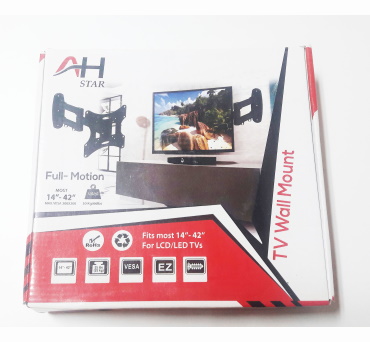 AH
STAR
Full- Motion
MOST
14"- 42"
RoHS
Fits most 14"- 42"
For LCD/LED TVs
VESA
EZ
TV Wall Mount